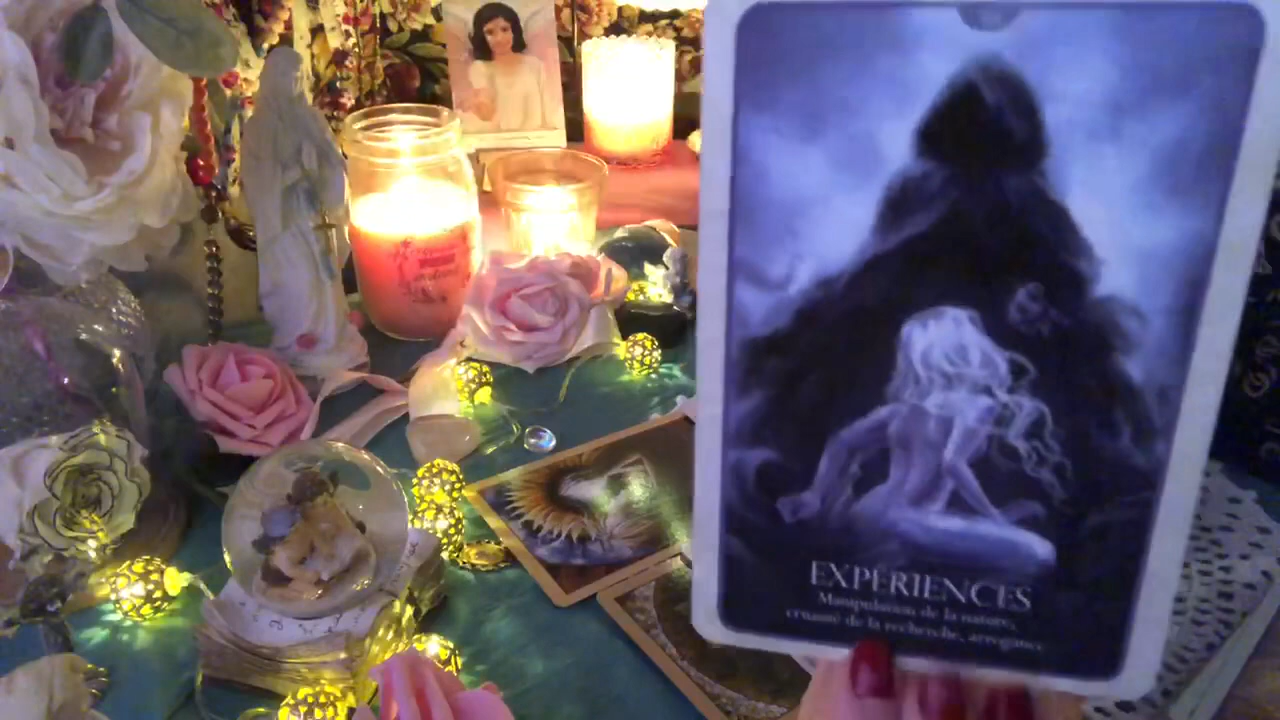 EXPÉRIENCES
Manipulation de la nature,
cruauté de la recherche, arrogance